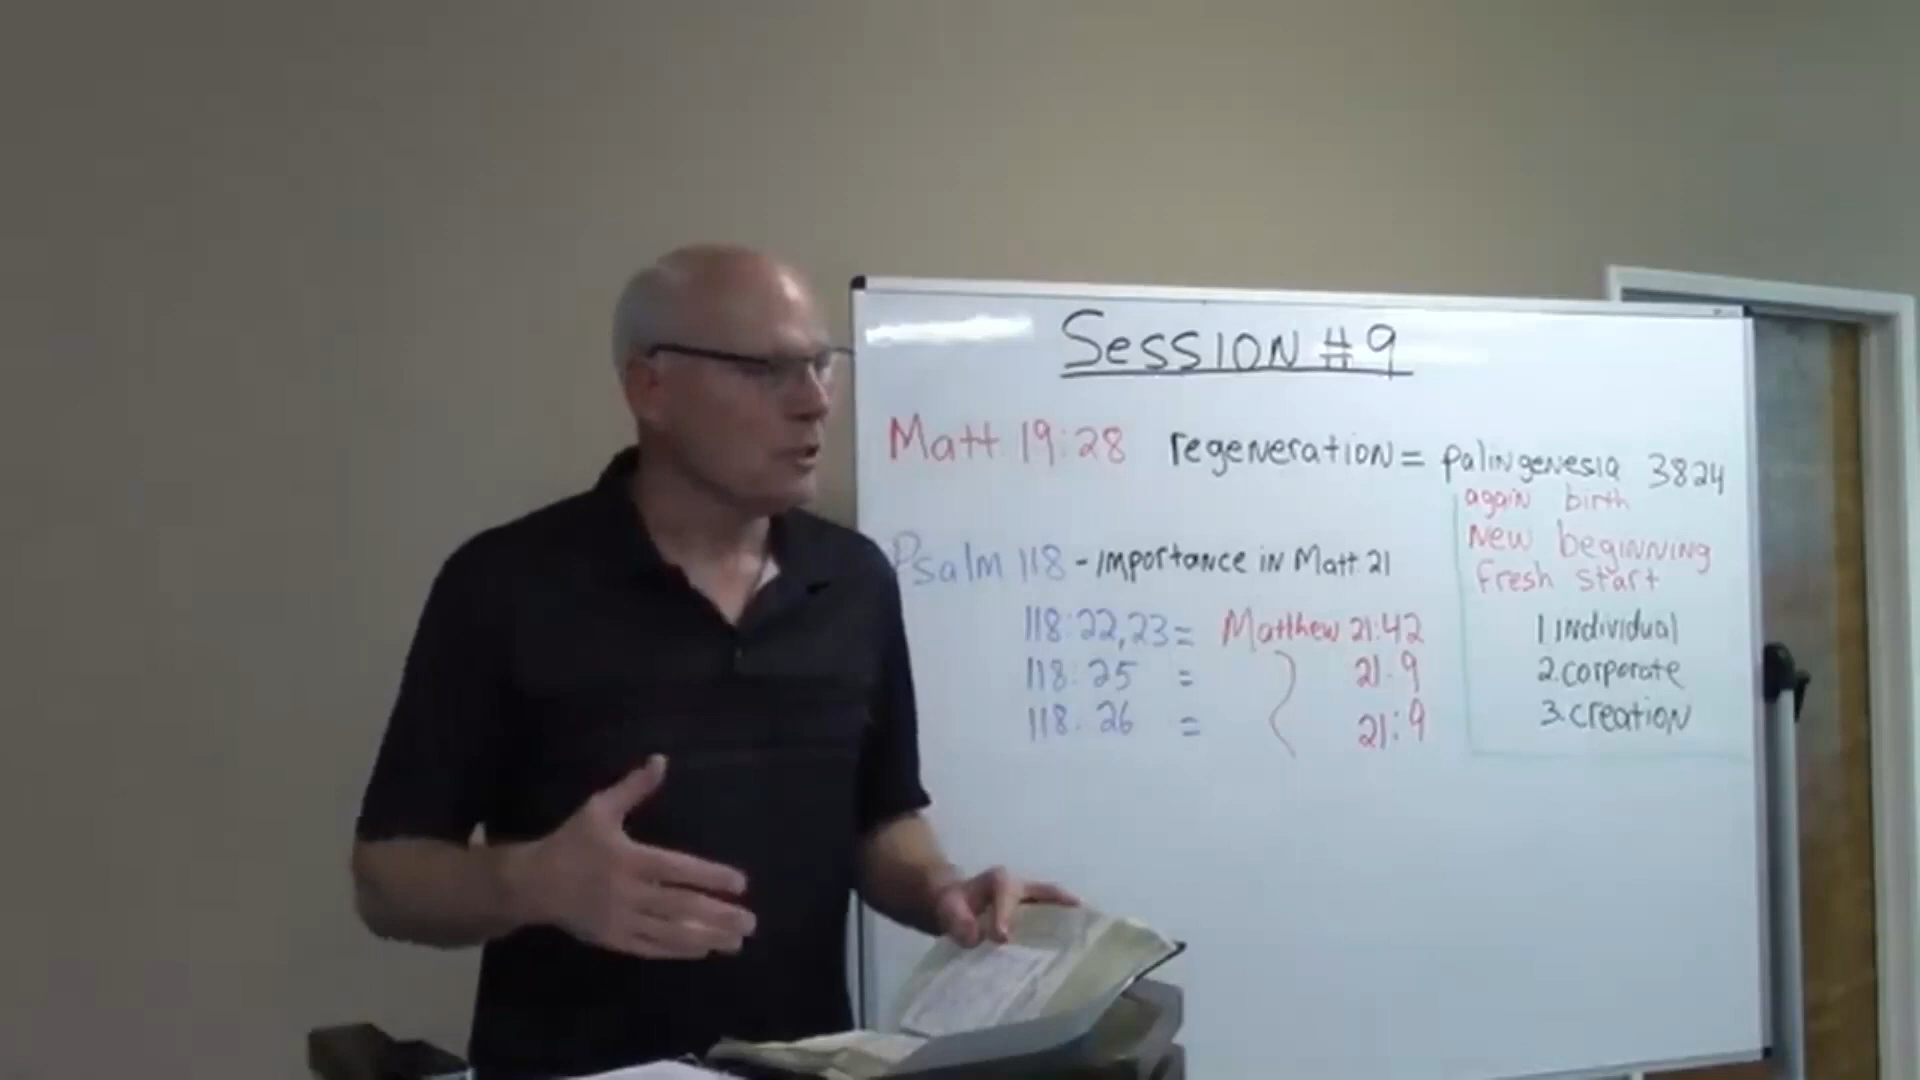 Session #9
Matt 19:28 regeneration = palingenesia 3824
again birth
New beginning
Fresh start
Psalm 118 - importance in Matt 21
118:22,23 = Matthew 21:42
118:25 = 21:9
118:26 = 21:9
1 individual
2. corporate
3. creation